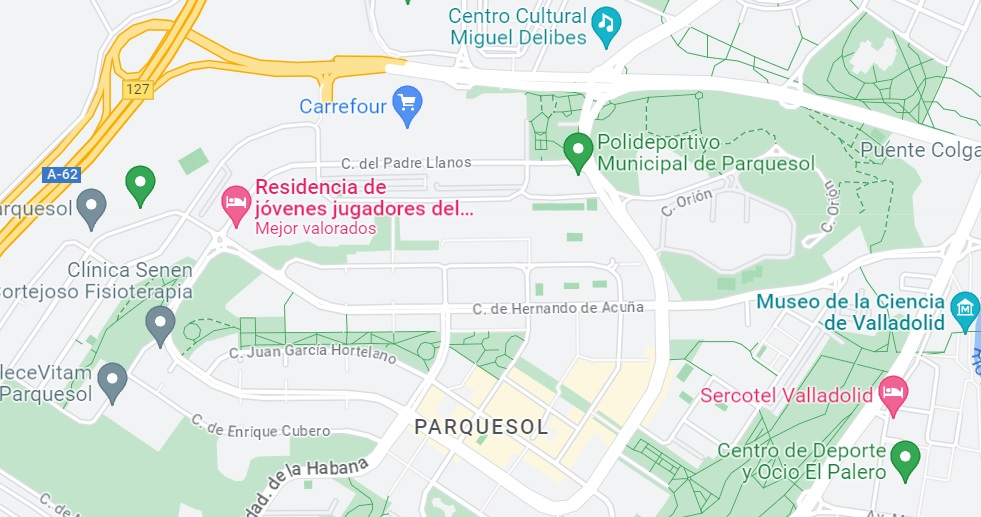 Centro Cultural
Miguel Delibes
127
Carrefour
Polideportivo
Municipal de Parquesol
Puente Colga
C. del Padre Llanos
A-62
Residencia de
jóvenes jugadores del...
Mejor valorados
arquesol
C. Orión
C. Orión
Clínica Senen
Cortejoso Fisioterapia
Museo de la Ciencia
de Valladolid
C. de Hernando de Acuña
C. Juan García Hortelano
leceVitam
Parquesol
Sercotel Valladolid
C. de Enrique Cubero
PARQUESOL
Centro de Deporte
y Ocio El Palero
dad. de la Habana